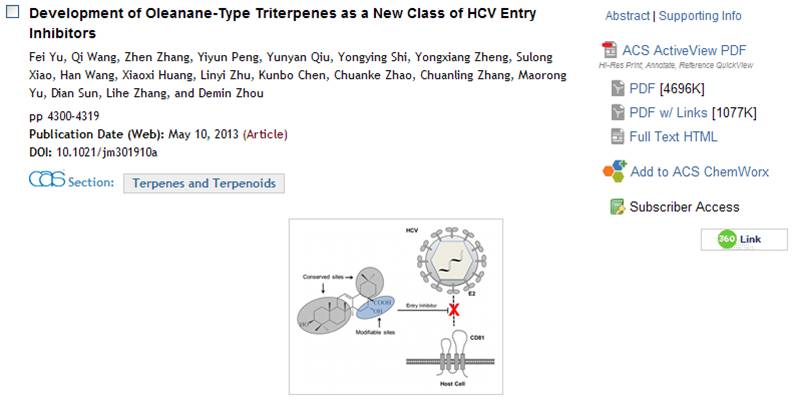 Development of Oleanane-Type Triterpenes as a New Class of HCV Entry
Inhibitors
Fei Yu, Qi Wang, Zhen Zhang, Yiyun Peng, Yunyan Qiu, Yongying Shi, Yongxiang Zheng, Sulong
Xiao, Han Wang, Xiaoxi Huang, Linyi Zhu, Kunbo Chen, Chuanke Zhao, Chuanling Zhang, Maorong
Yu, Dian Sun, Lihe Zhang, and Demin Zhou
pp 4300-4319
Publication Date (Web): May 10, 2013 (Article)
DOI: 10.1021/jm301910a
CAS Section: Terpenes and Terpenoids
Abstract | Supporting Info
ACS ActiveView PDF
Hi-Res Print, Annotate, Reference QuickView
PDF [4696K]
PDF w/ Links [1077K]
Full Text HTML
Add to ACS ChemWorx
Subscriber Access
360 Link
HCV
Conserved sites
E2
COOH
OH
HO
Entry Inhibitor
X
Modifiable sites
CD81
Host Cell